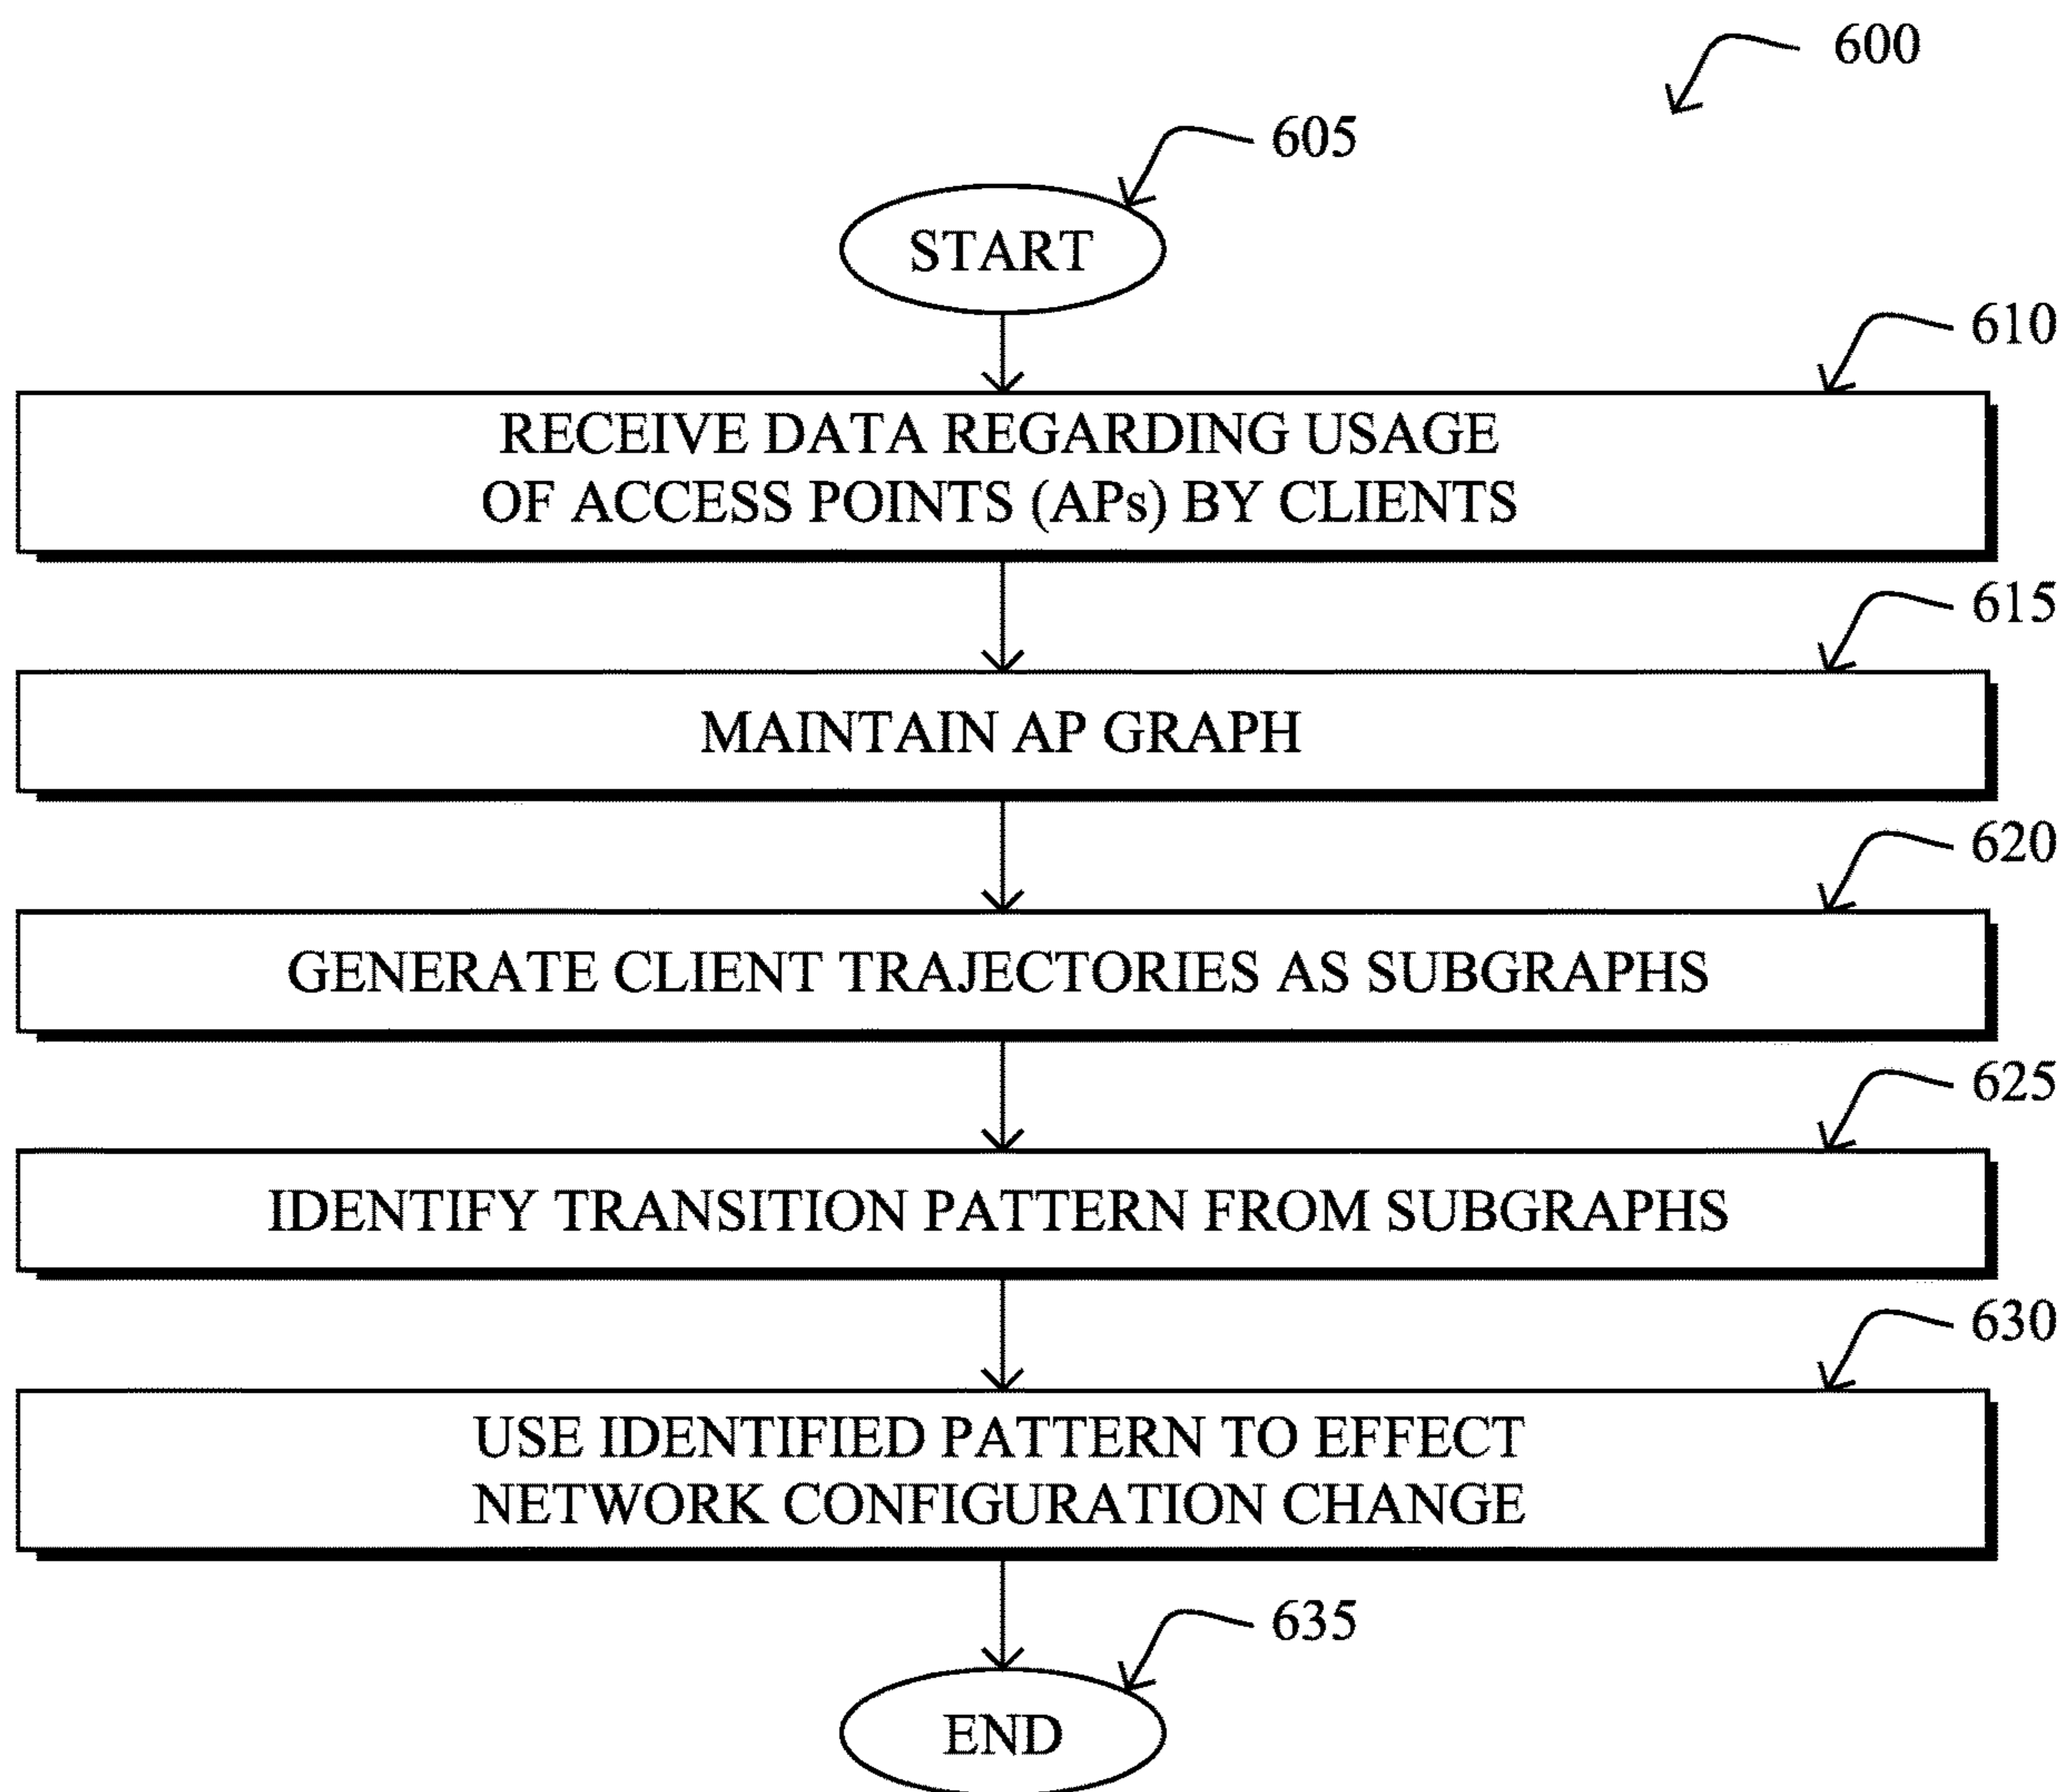 600
605
START
610
RECEIVE DATA REGARDING USAGE
OF ACCESS POINTS (APs) BY CLIENTS
615
MAINTAIN AP GRAPH
620
GENERATE CLIENT TRAJECTORIES AS SUBGRAPHS
625
IDENTIFY TRANSITION PATTERN FROM SUBGRAPHS
630
USE IDENTIFIED PATTERN TO EFFECT
NETWORK CONFIGURATION CHANGE
635
END